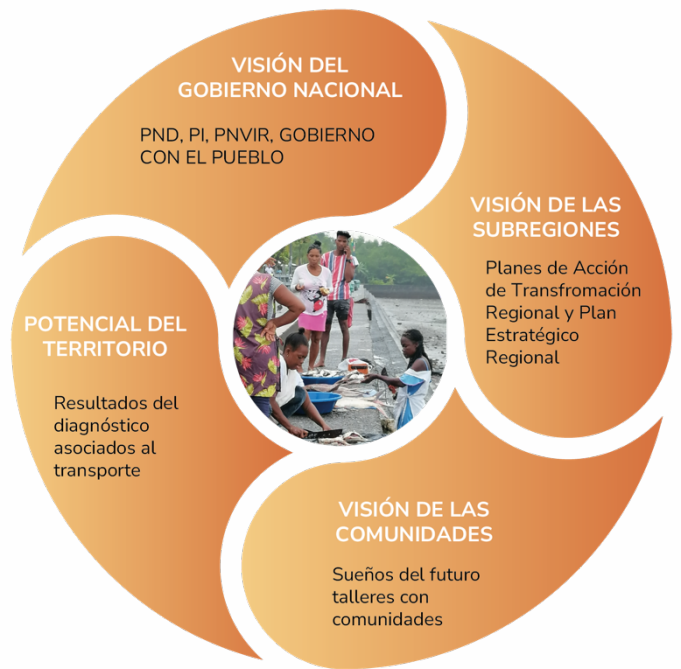 VISIÓN DEL
GOBIERNO NACIONAL
PND, PI, PNVIR, GOBIERNO
CON EL PUEBLO
VISIÓN DE LAS
SUBREGIONES
Planes de Acción
de Transfromación
Regional y Plan
Estratégico
Regional
POTENCIAL DEL
TERRITORIO
Resultados del
diagnóstico
asociados al
transporte
VISIÓN DE LAS
COMUNIDADES
Sueños del futuro
talleres con
comunidades